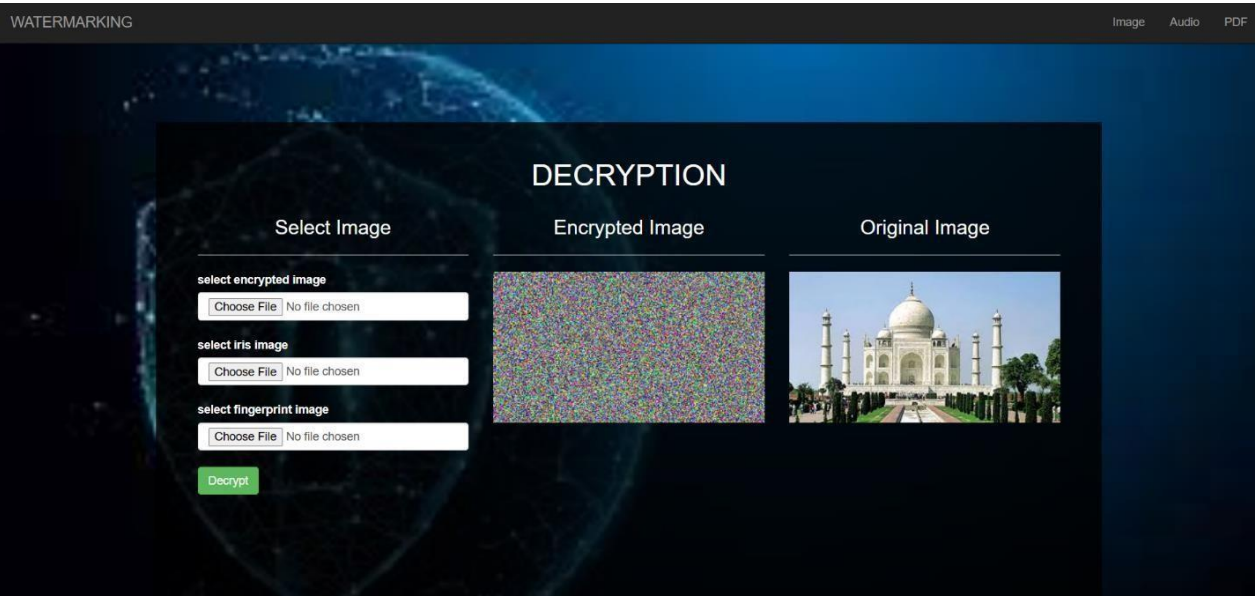 WATERMARKING
Image Audio PDF
DECRYPTION
Select Image
select encrypted image
Choose File No file chosen
select iris image
Choose File No file chosen
select fingerprint image
Choose File No file chosen
Decrypt
Encrypted Image
Original Image